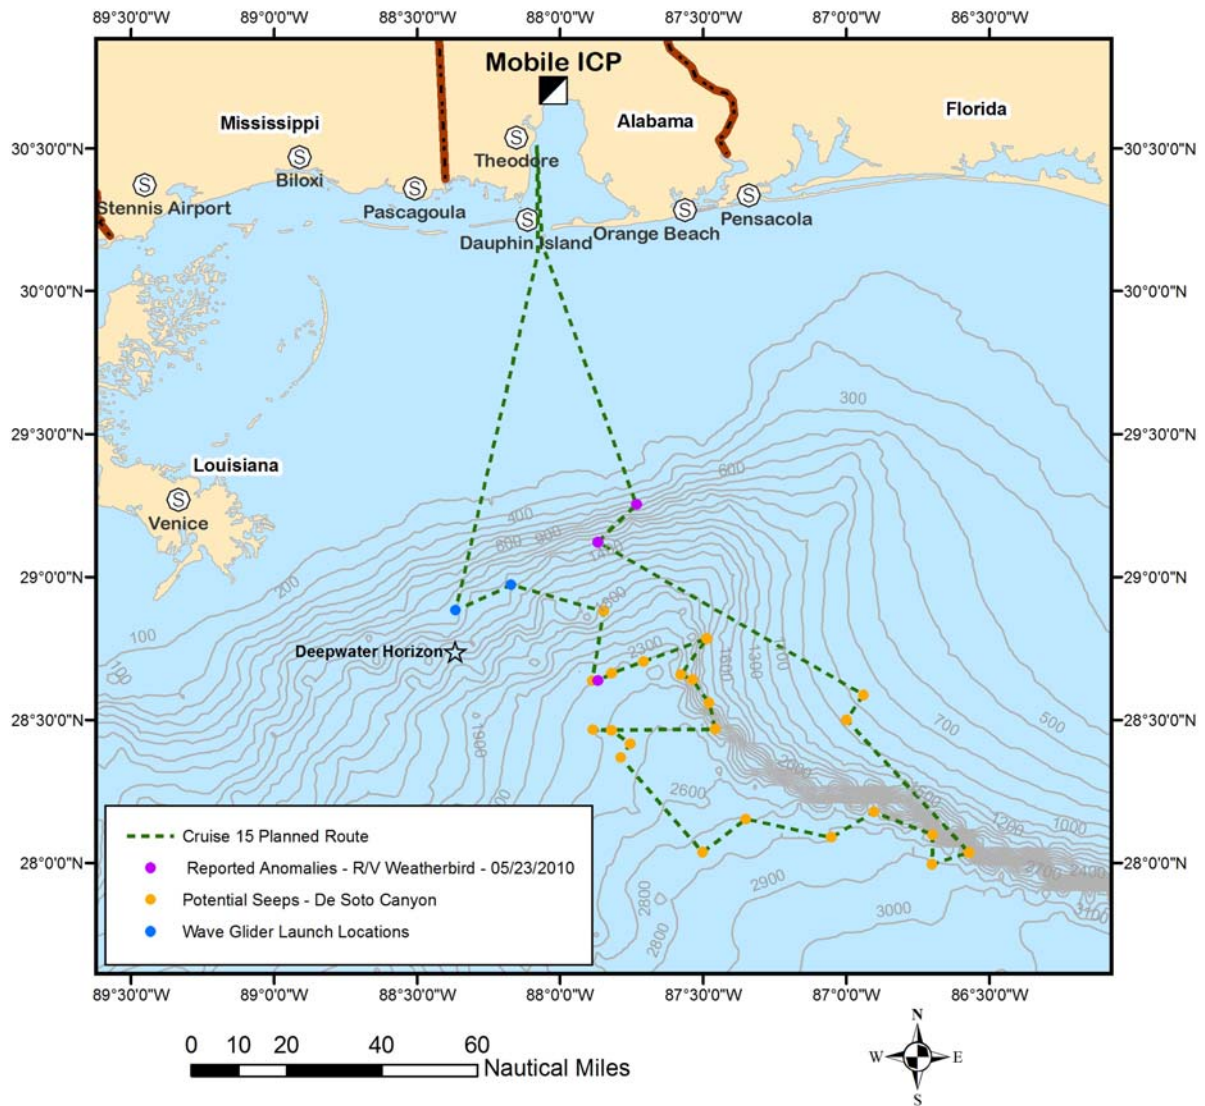 89°30'0"W 89°0'0"W 88°30'0"W 88°0'0"W 87°30'0"W 87°0'0"W 86°30'0"W
Mobile ICP
Mississippi
Alabama
Florida
30°30'0"N
30°30'0"N
S
Theodore
S
Biloxi
S
Stennis Airport
S
Pascagoula
S
Dauphin Island
S
Orange Beach
S
Pensacola
30°0'0"N
30°0'0"N
300
29°30'0"N
29°30'0"N
Louisiana
600
S
Venice
400
900
600
29°0'0"N
29°0'0"N
200
100
2300
Deepwater Horizon
1600
1300
100
28°30'0"N
28°30'0"N
700
500
1900
2600
1200
1000
28°0'0"N
28°0'0"N
2700
2400
2900
2800
3000
3100
2800
Cruise 15 Planned Route
Reported Anomalies - R/V Weatherbird - 05/23/2010
Potential Seeps - De Soto Canyon
Wave Glider Launch Locations
89°30'0"W 89°0'0"W 88°30'0"W 88°0'0"W 87°30'0"W 87°0'0"W 86°30'0"W
0 10 20 40 60
Nautical Miles
N
W E
S